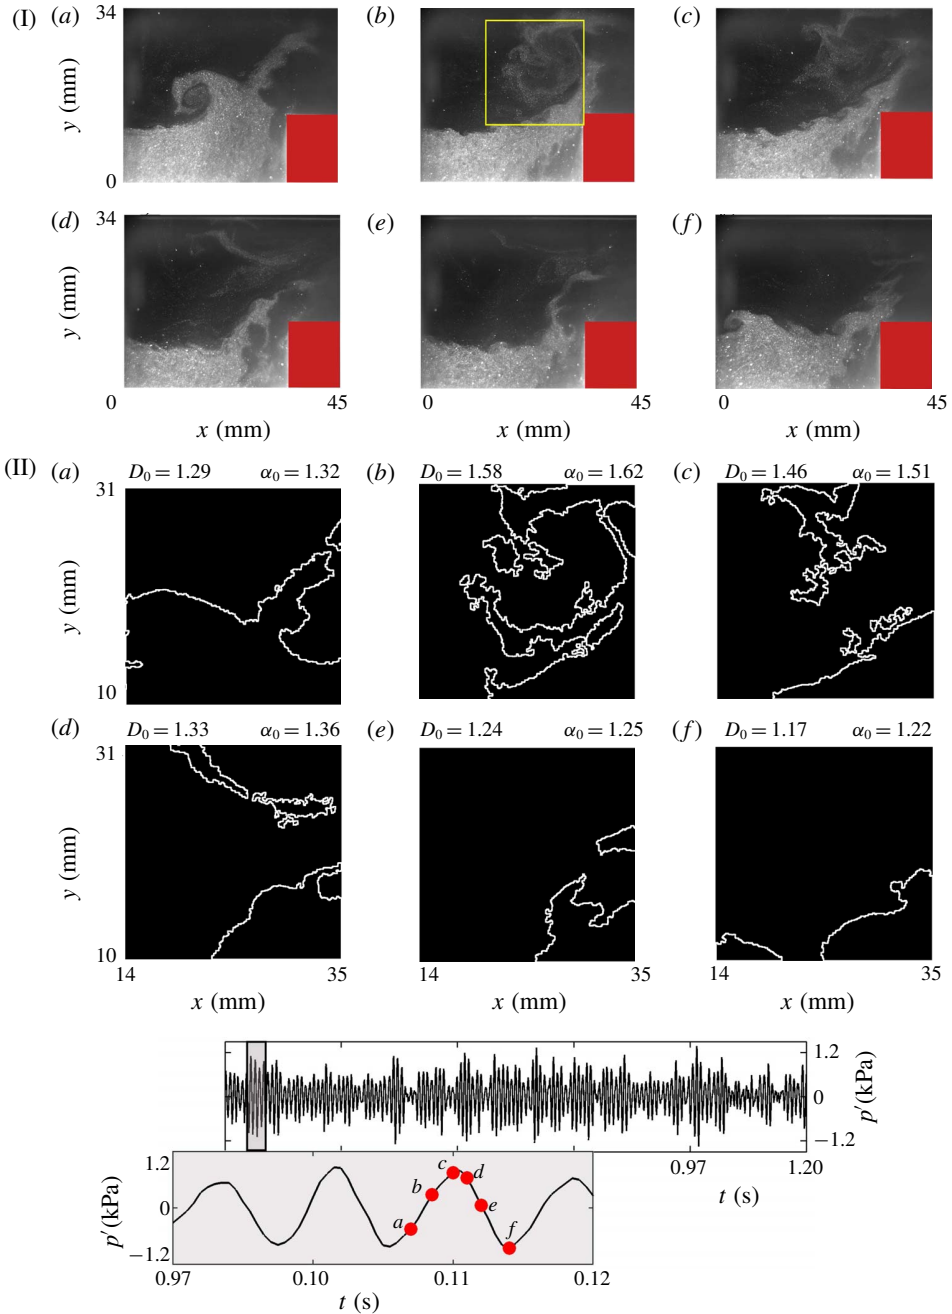 (I) (a) (b) (c)
34
y (mm)
0
(d) (e) (f)
34
y (mm)
0 45 0 45 0 45
x (mm) x (mm) x (mm)
(II) (a) D0 = 1.29 α0 = 1.32 (b) D0 = 1.58 α0 = 1.62 (c) D0 = 1.46 α0 = 1.51
31
y (mm)
10
(d) D0 = 1.33 α0 = 1.36 (e) D0 = 1.24 α0 = 1.25 (f) D0 = 1.17 α0 = 1.22
31
y (mm)
10
14 35 14 35 14 35
x (mm) x (mm) x (mm)
1.2
0
−1.2
p′(kPa)
0.97 1.20
t (s)
1.2
0
−1.2
p′(kPa)
a b c d e f
0.97 0.10 0.11 0.12
t (s)